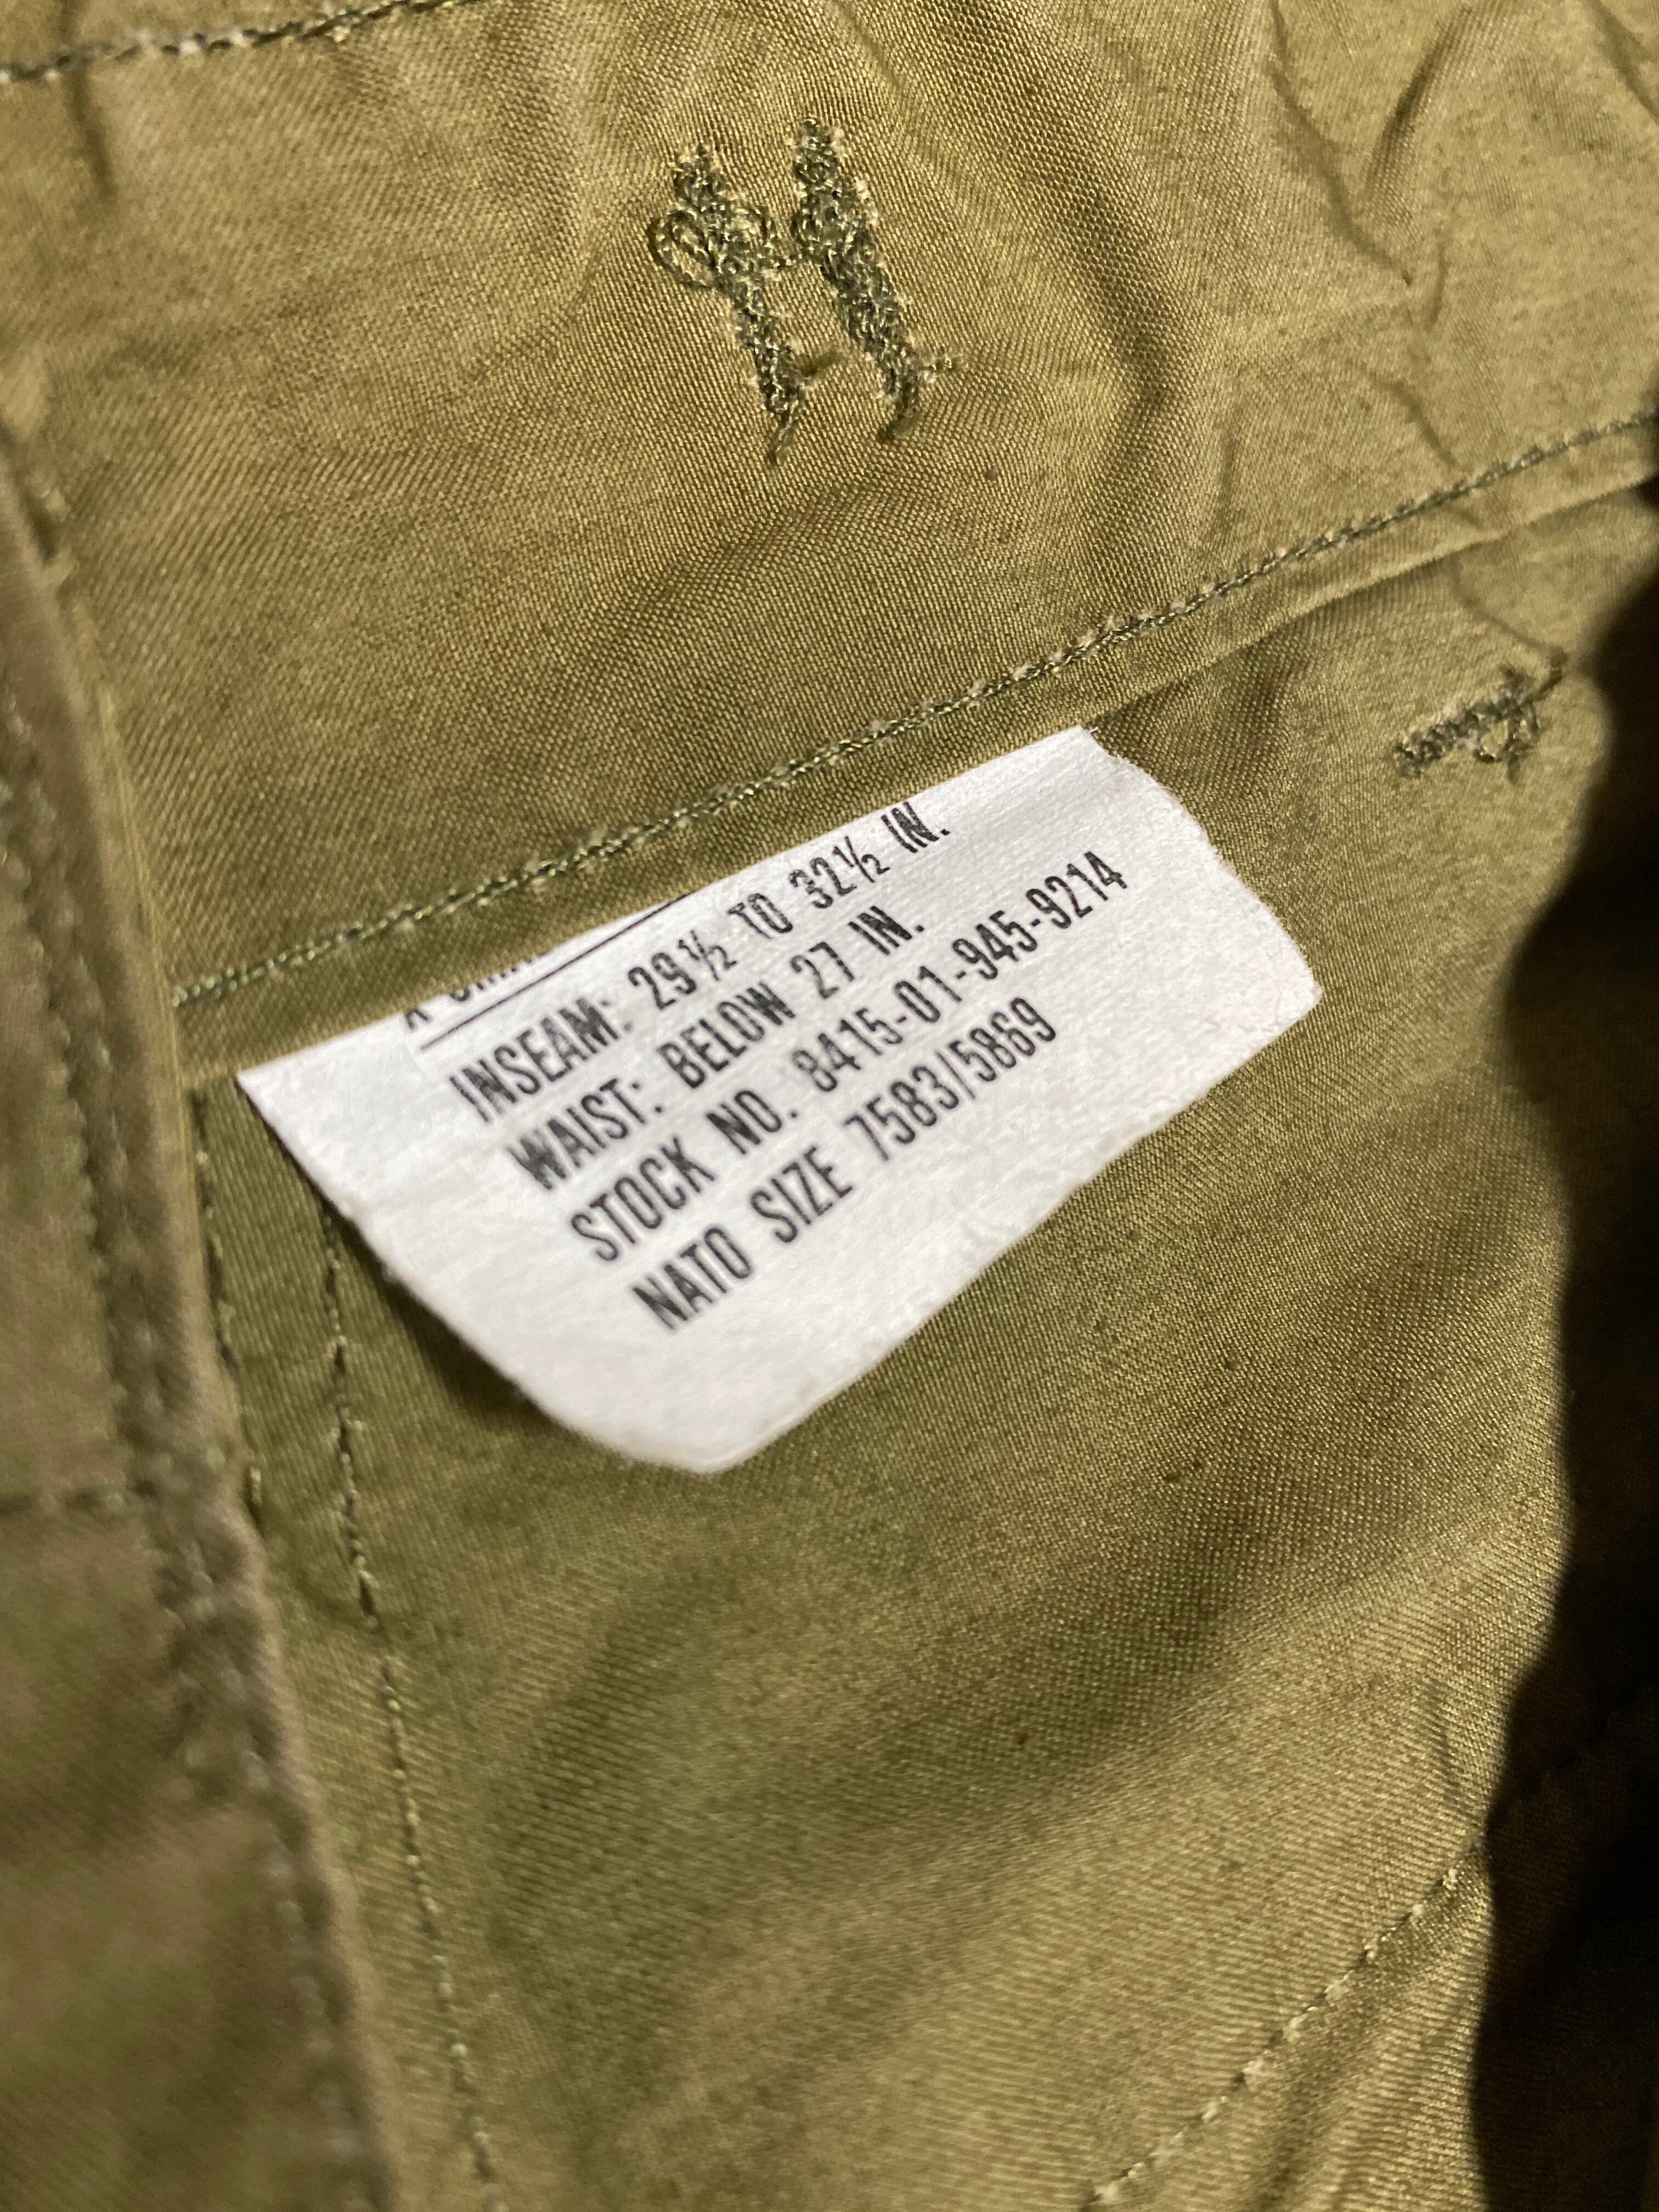 INSEAM: 29½ TO 32½ IN.
WAIST: BELOW 27 IN.
STOCK NO. 8415-01-945-9214
NATO SIZE 7583/5869